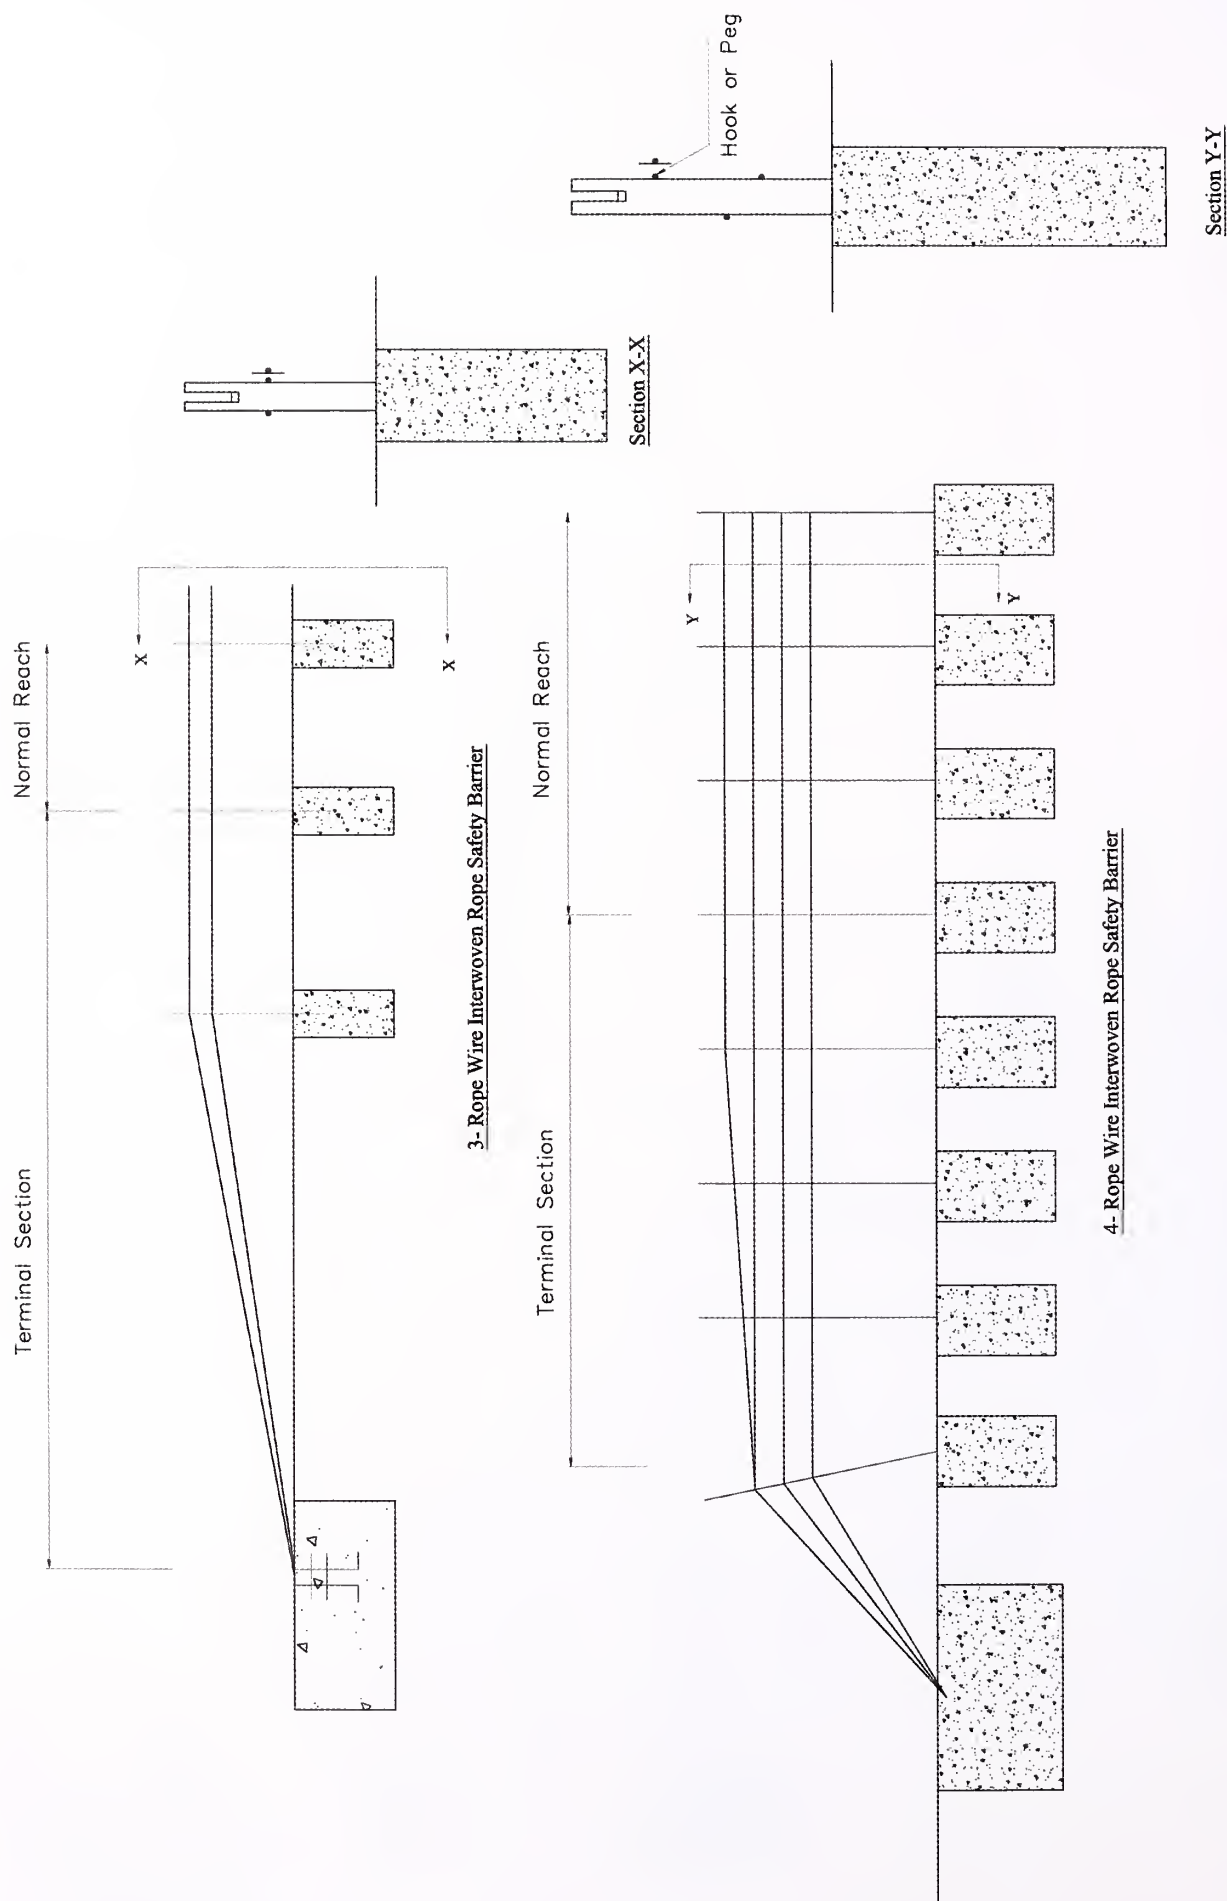 Terminal Section
Normal Reach
X
X
3- Rope Wire Interwoven Rope Safety Barrier
Section X-X
Terminal Section
Normal Reach
Y
Y
4- Rope Wire Interwoven Rope Safety Barrier
Hook or Peg
Section Y-Y